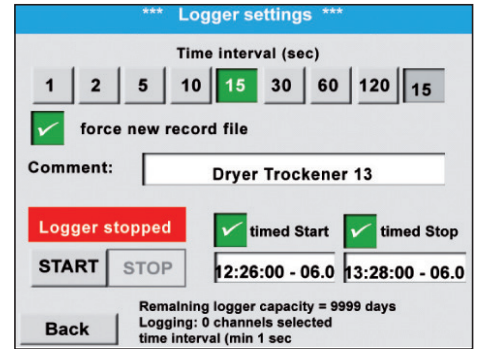 *** Logger settings ***
Time interval (sec)
1 2 5 10 15 30 60 120 15
force new record file
Comment: Dryer Trockener 13
Logger stopped timed Start timed Stop
START STOP 12:26:00 - 06.0 13:28:00 - 06.0
Remaining logger capacity = 9999 days
Logging: 0 channels selected
Back
time interval (min 1 sec